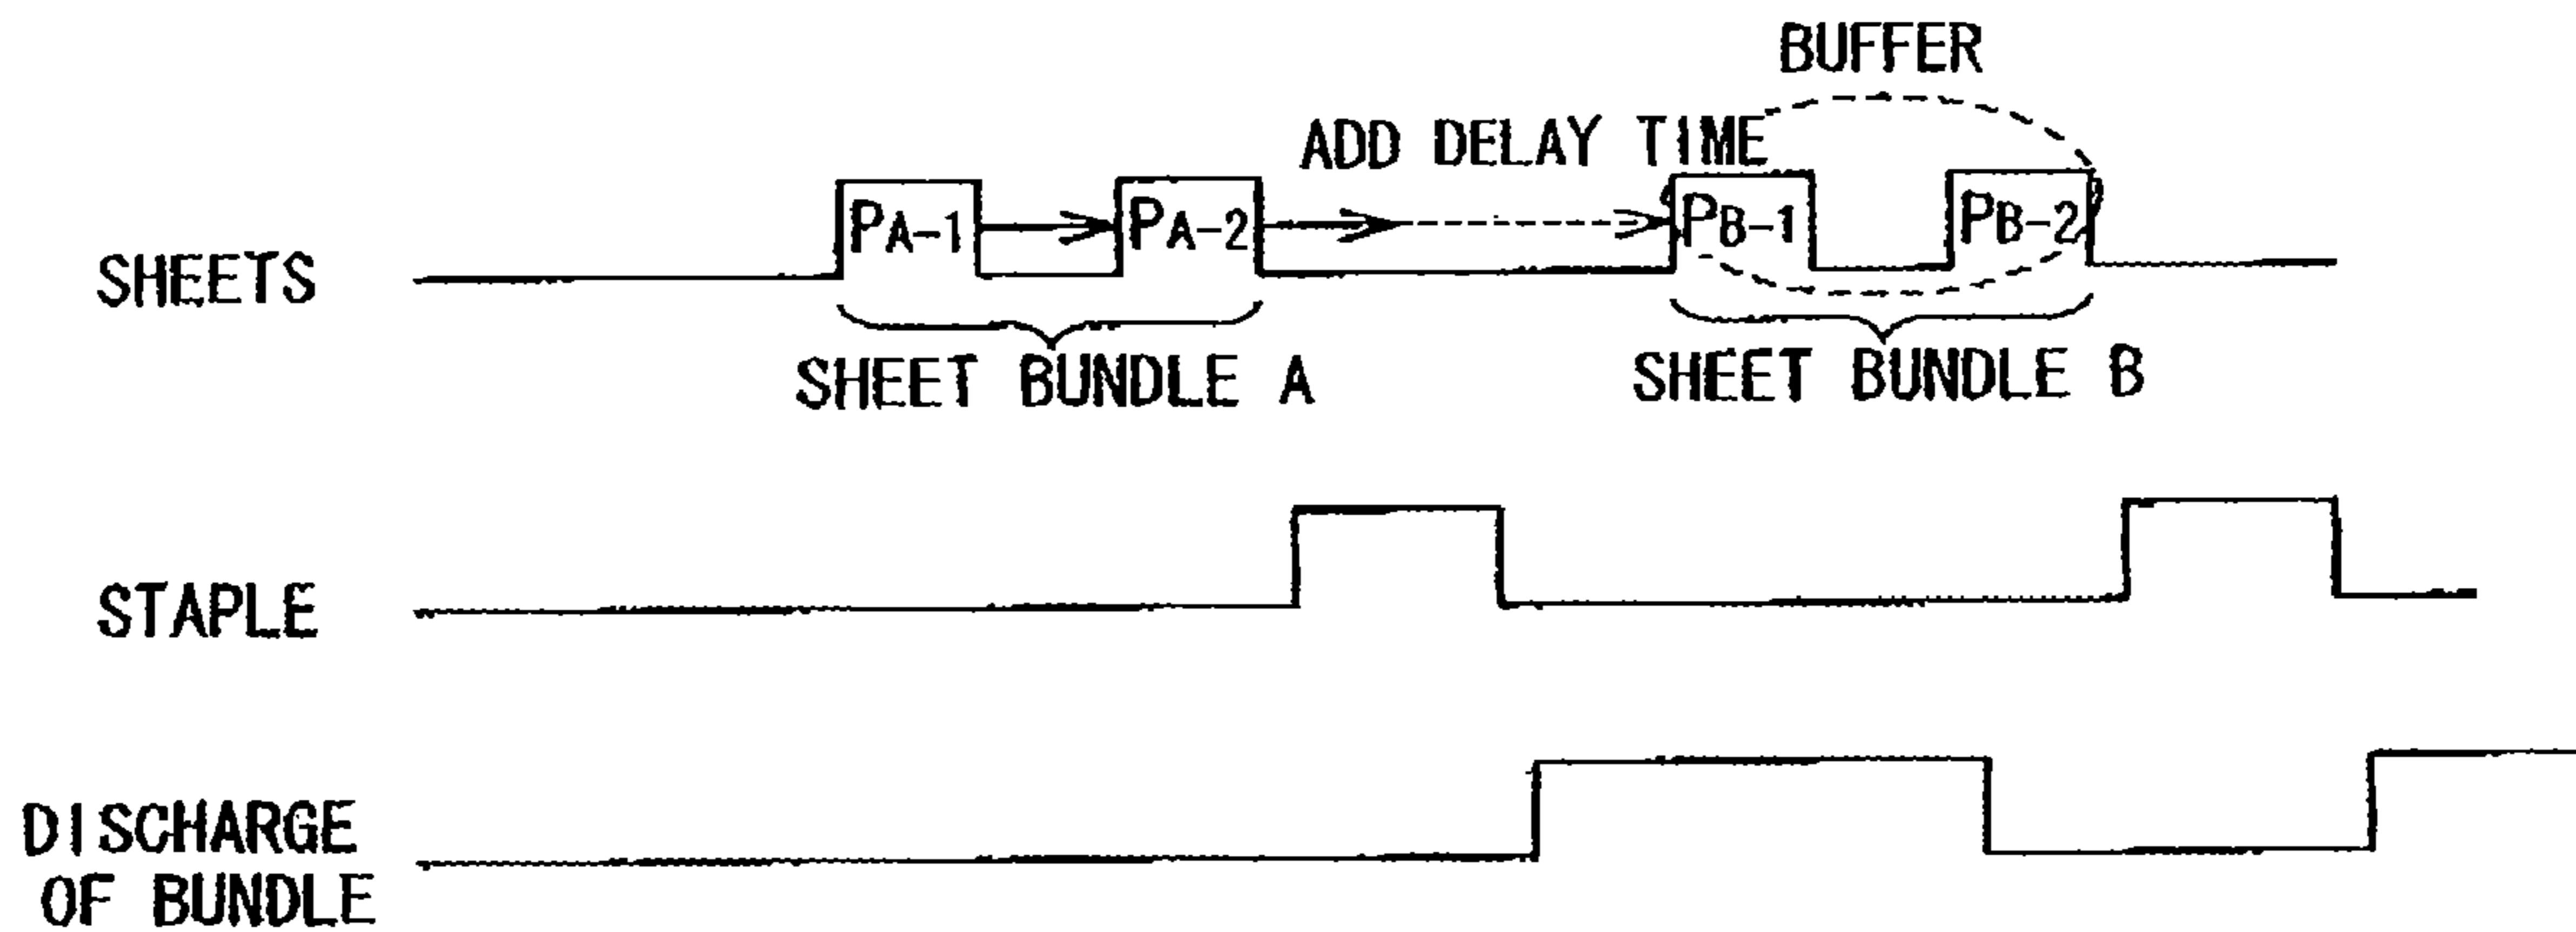 BUFFER
ADD DELAY TIME
PA-1
PA-2
PB-1
PB-2
SHEETS
SHEET BUNDLE A
SHEET BUNDLE B
STAPLE
DISCHARGE
OF BUNDLE